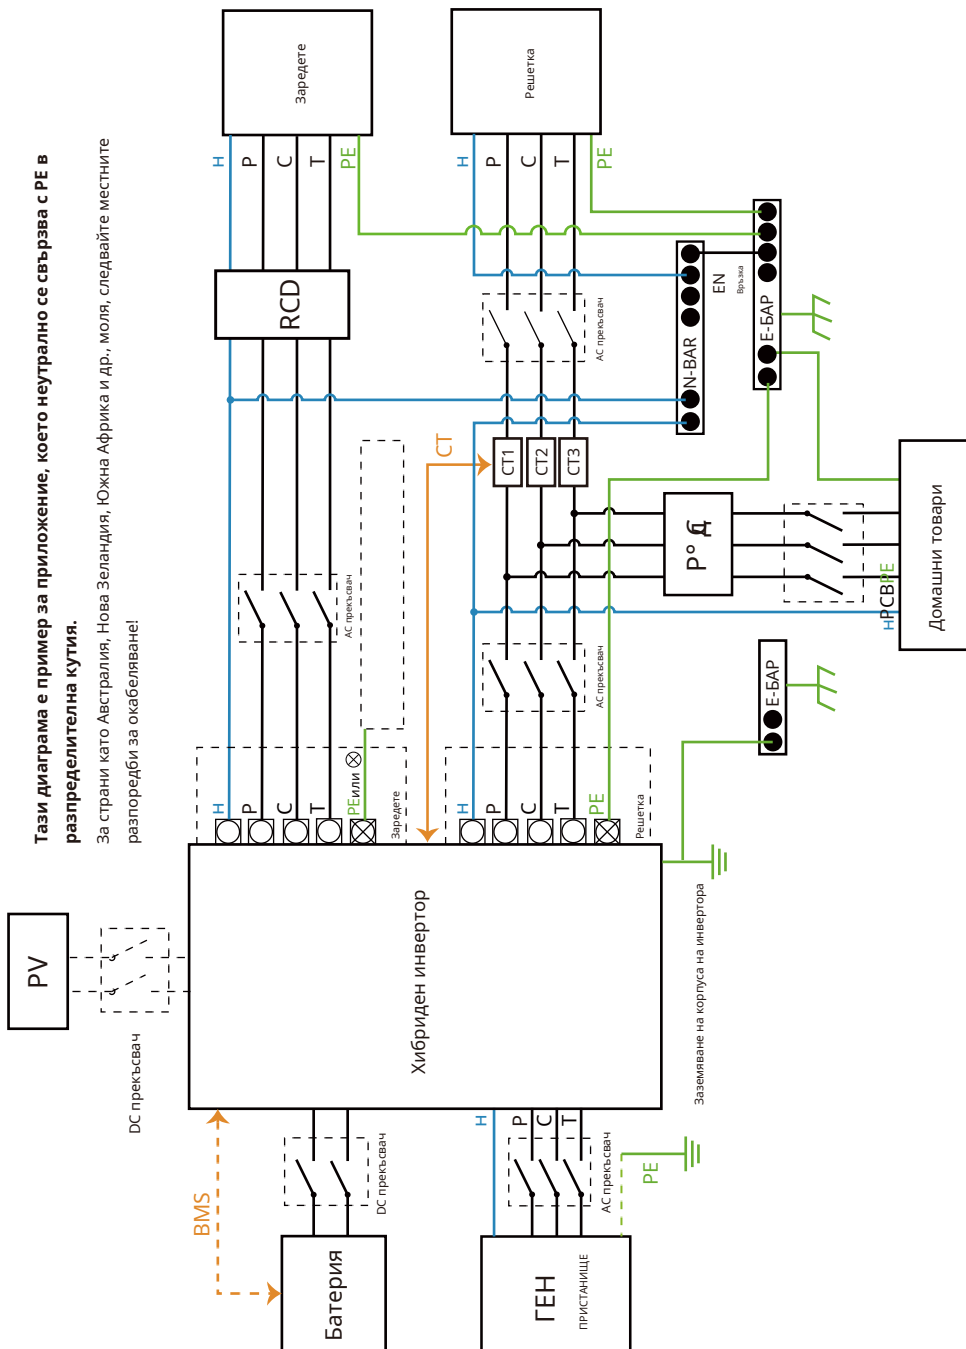 Тази диаграма е пример за приложение, което неутрално се свързва с PE в
разпределителна кутия.
За страни като Австралия, Нова Зеландия, Южна Африка и др., моля, следвайте местните
разпоредби за окабеляване!
PV
DC прекъсвач
BMS
Батерия
DC прекъсвач
Хибриден инвертор
ГЕН
ПРИСТАНИЩЕ
н
Р
С
Т
AC прекъсвач
PE
Заземяване на корпуса на инвертора
н
Р
С
Т
PEили
Заредете
AC прекъсвач
RCD
н
Р
С
Т
PE
Заредете
н
Р
С
Т
PE
Решетка
AC прекъсвач
CT
CT1
CT2
CT3
AC прекъсвач
н
Р
С
Т
PE
Решетка
N-BAR
EN
Връзка
Е-БАР
Е-БАР
нРСВPE
Домашни товари